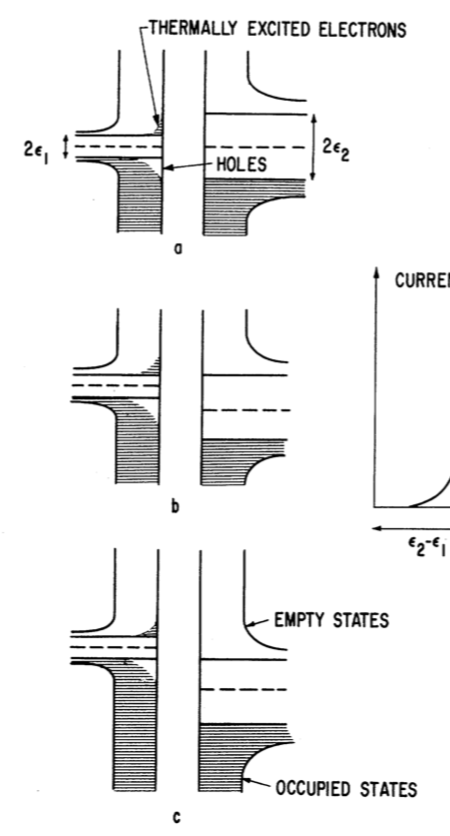 THERMALLY EXCITED ELECTRONS
2ϵ₁
2ϵ₂
HOLES
a
b
ϵ₂-ϵ₁
EMPTY STATES
OCCUPIED STATES
c